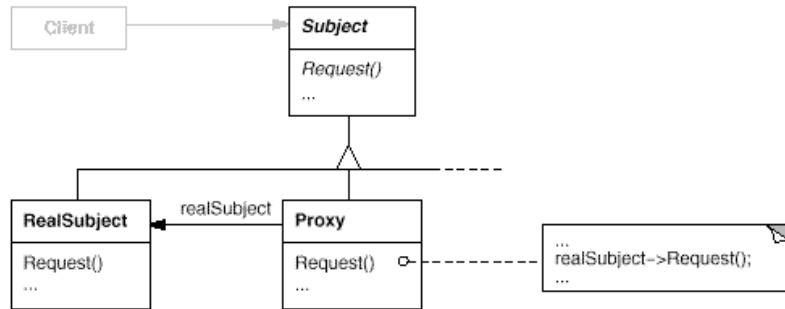 Client
Subject
Request()
...
realSubject
RealSubject
Request()
...
Proxy
Request()
...
...
realSubject->Request();
...